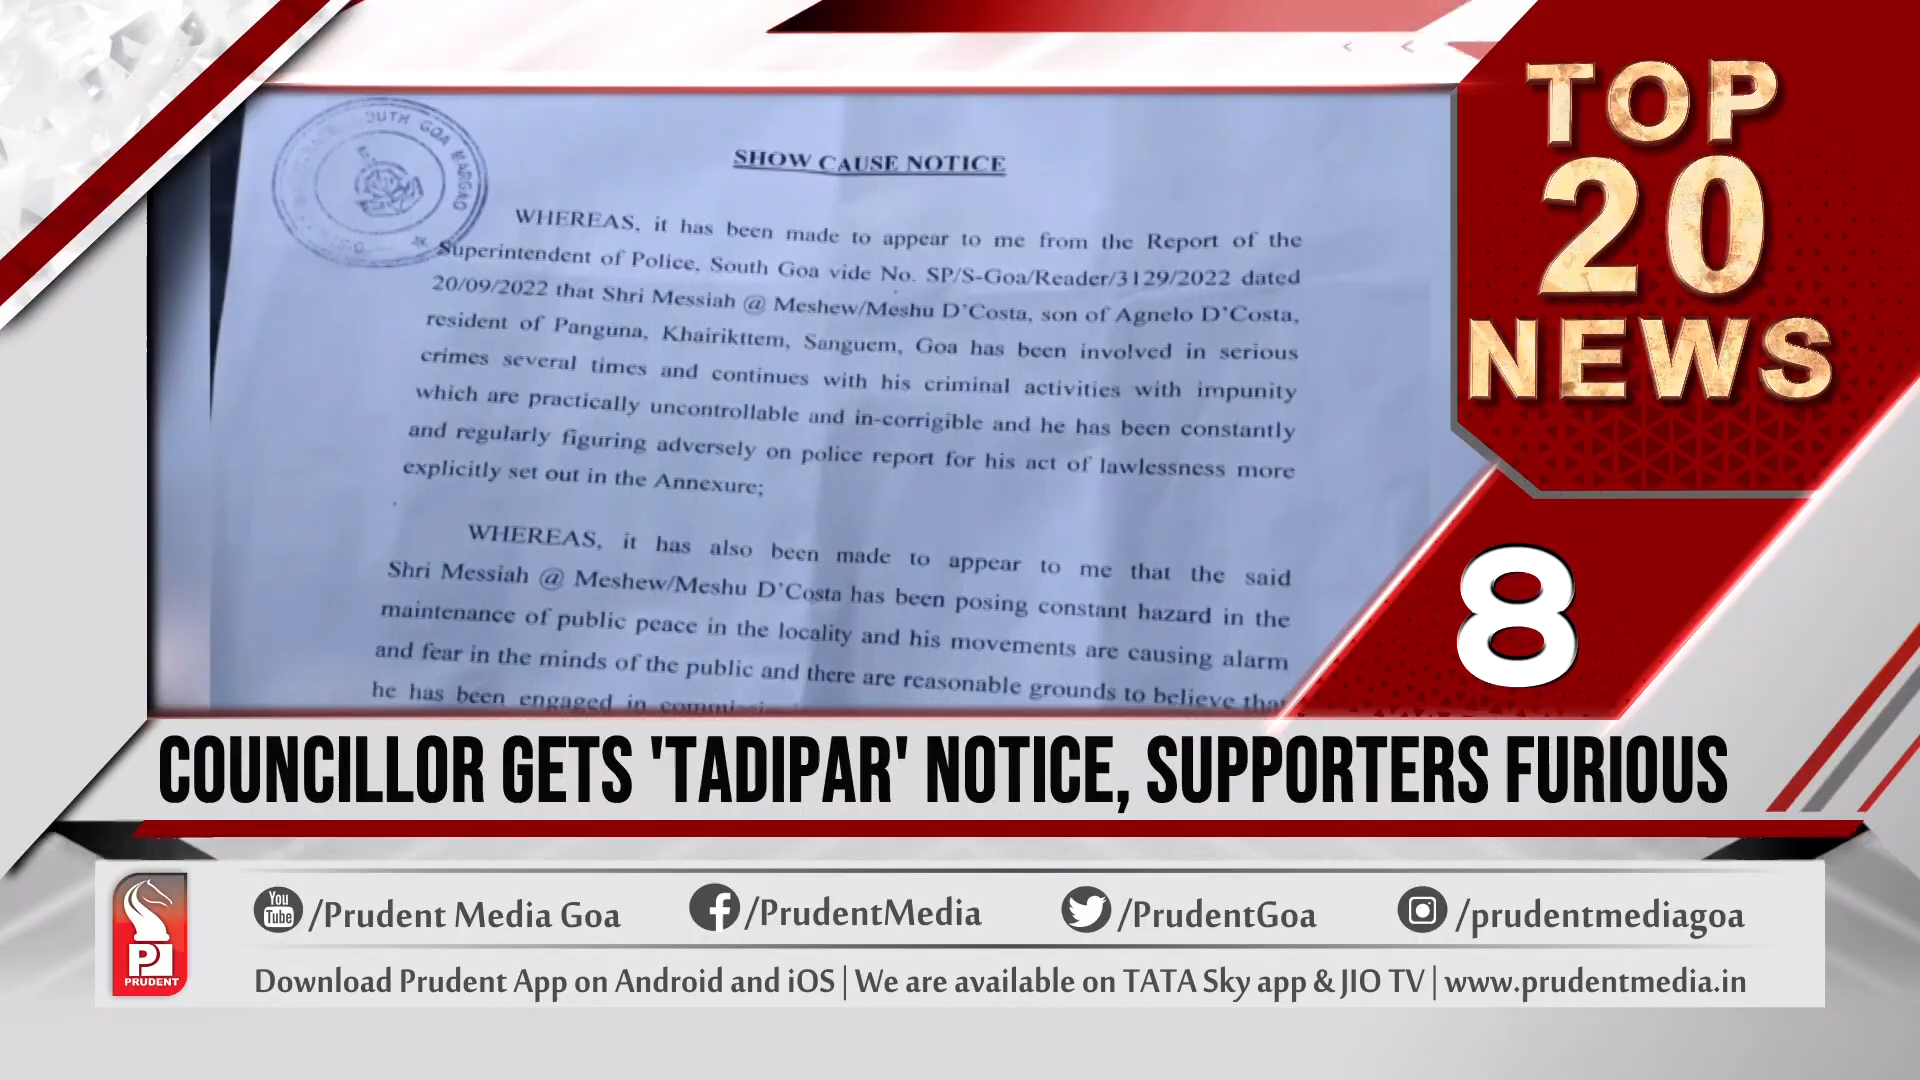 SOUTH GOA MARGAO
SHOW CAUSE NOTICE
WHEREAS, it has been made to appear to me from the Report of the
Superintendent of Police, South Goa vide No. SP/S-Goa/Reader/3129/2022 dated
20/09/2022 that Shri Messiah @ Meshew/Meshu D'Costa, son of Agnelo D'Costa,
resident of Panguna, Khairikttem, Sanguem, Goa has been involved in serious
crimes several times and continues with his criminal activities with impunity
which are practically uncontrollable and in-corrigible and he has been constantly
and regularly figuring adversely on police report for his act of lawlessness more
explicitly set out in the Annexure;
WHEREAS, it has also been made to appear to me that the said
Shri Messiah @ Meshew/Meshu D'Costa has been posing constant hazard in the
maintenance of public peace in the locality and his movements are causing alarm
and fear in the minds of the public and there are reasonable grounds to believe that
he has been engaged in
TOP
20
NEWS
8
COUNCILLOR GETS 'TADIPAR' NOTICE, SUPPORTERS FURIOUS
You Tube /Prudent Media Goa /PrudentMedia /PrudentGoa /prudentmediagoa
PRUDENT
Download Prudent App on Android and iOS | We are available on TATA Sky app & JIO TV | www.prudentmedia.in